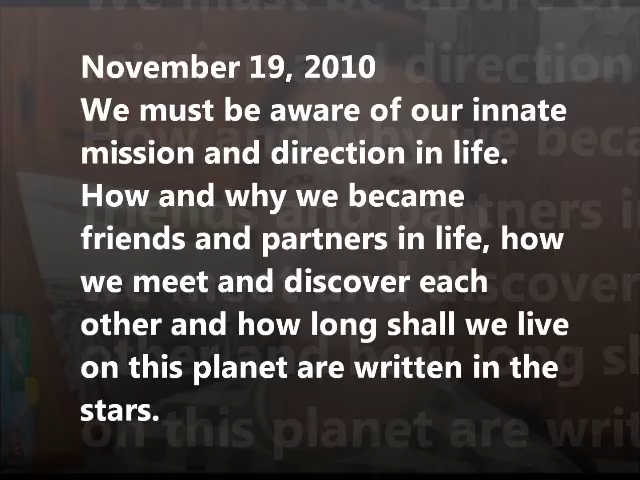 November 19, 2010
We must be aware of our innate
mission and direction in life.
How and why we became
friends and partners in life, how
we meet and discover each
other and how long shall we live
on this planet are written in the
stars.